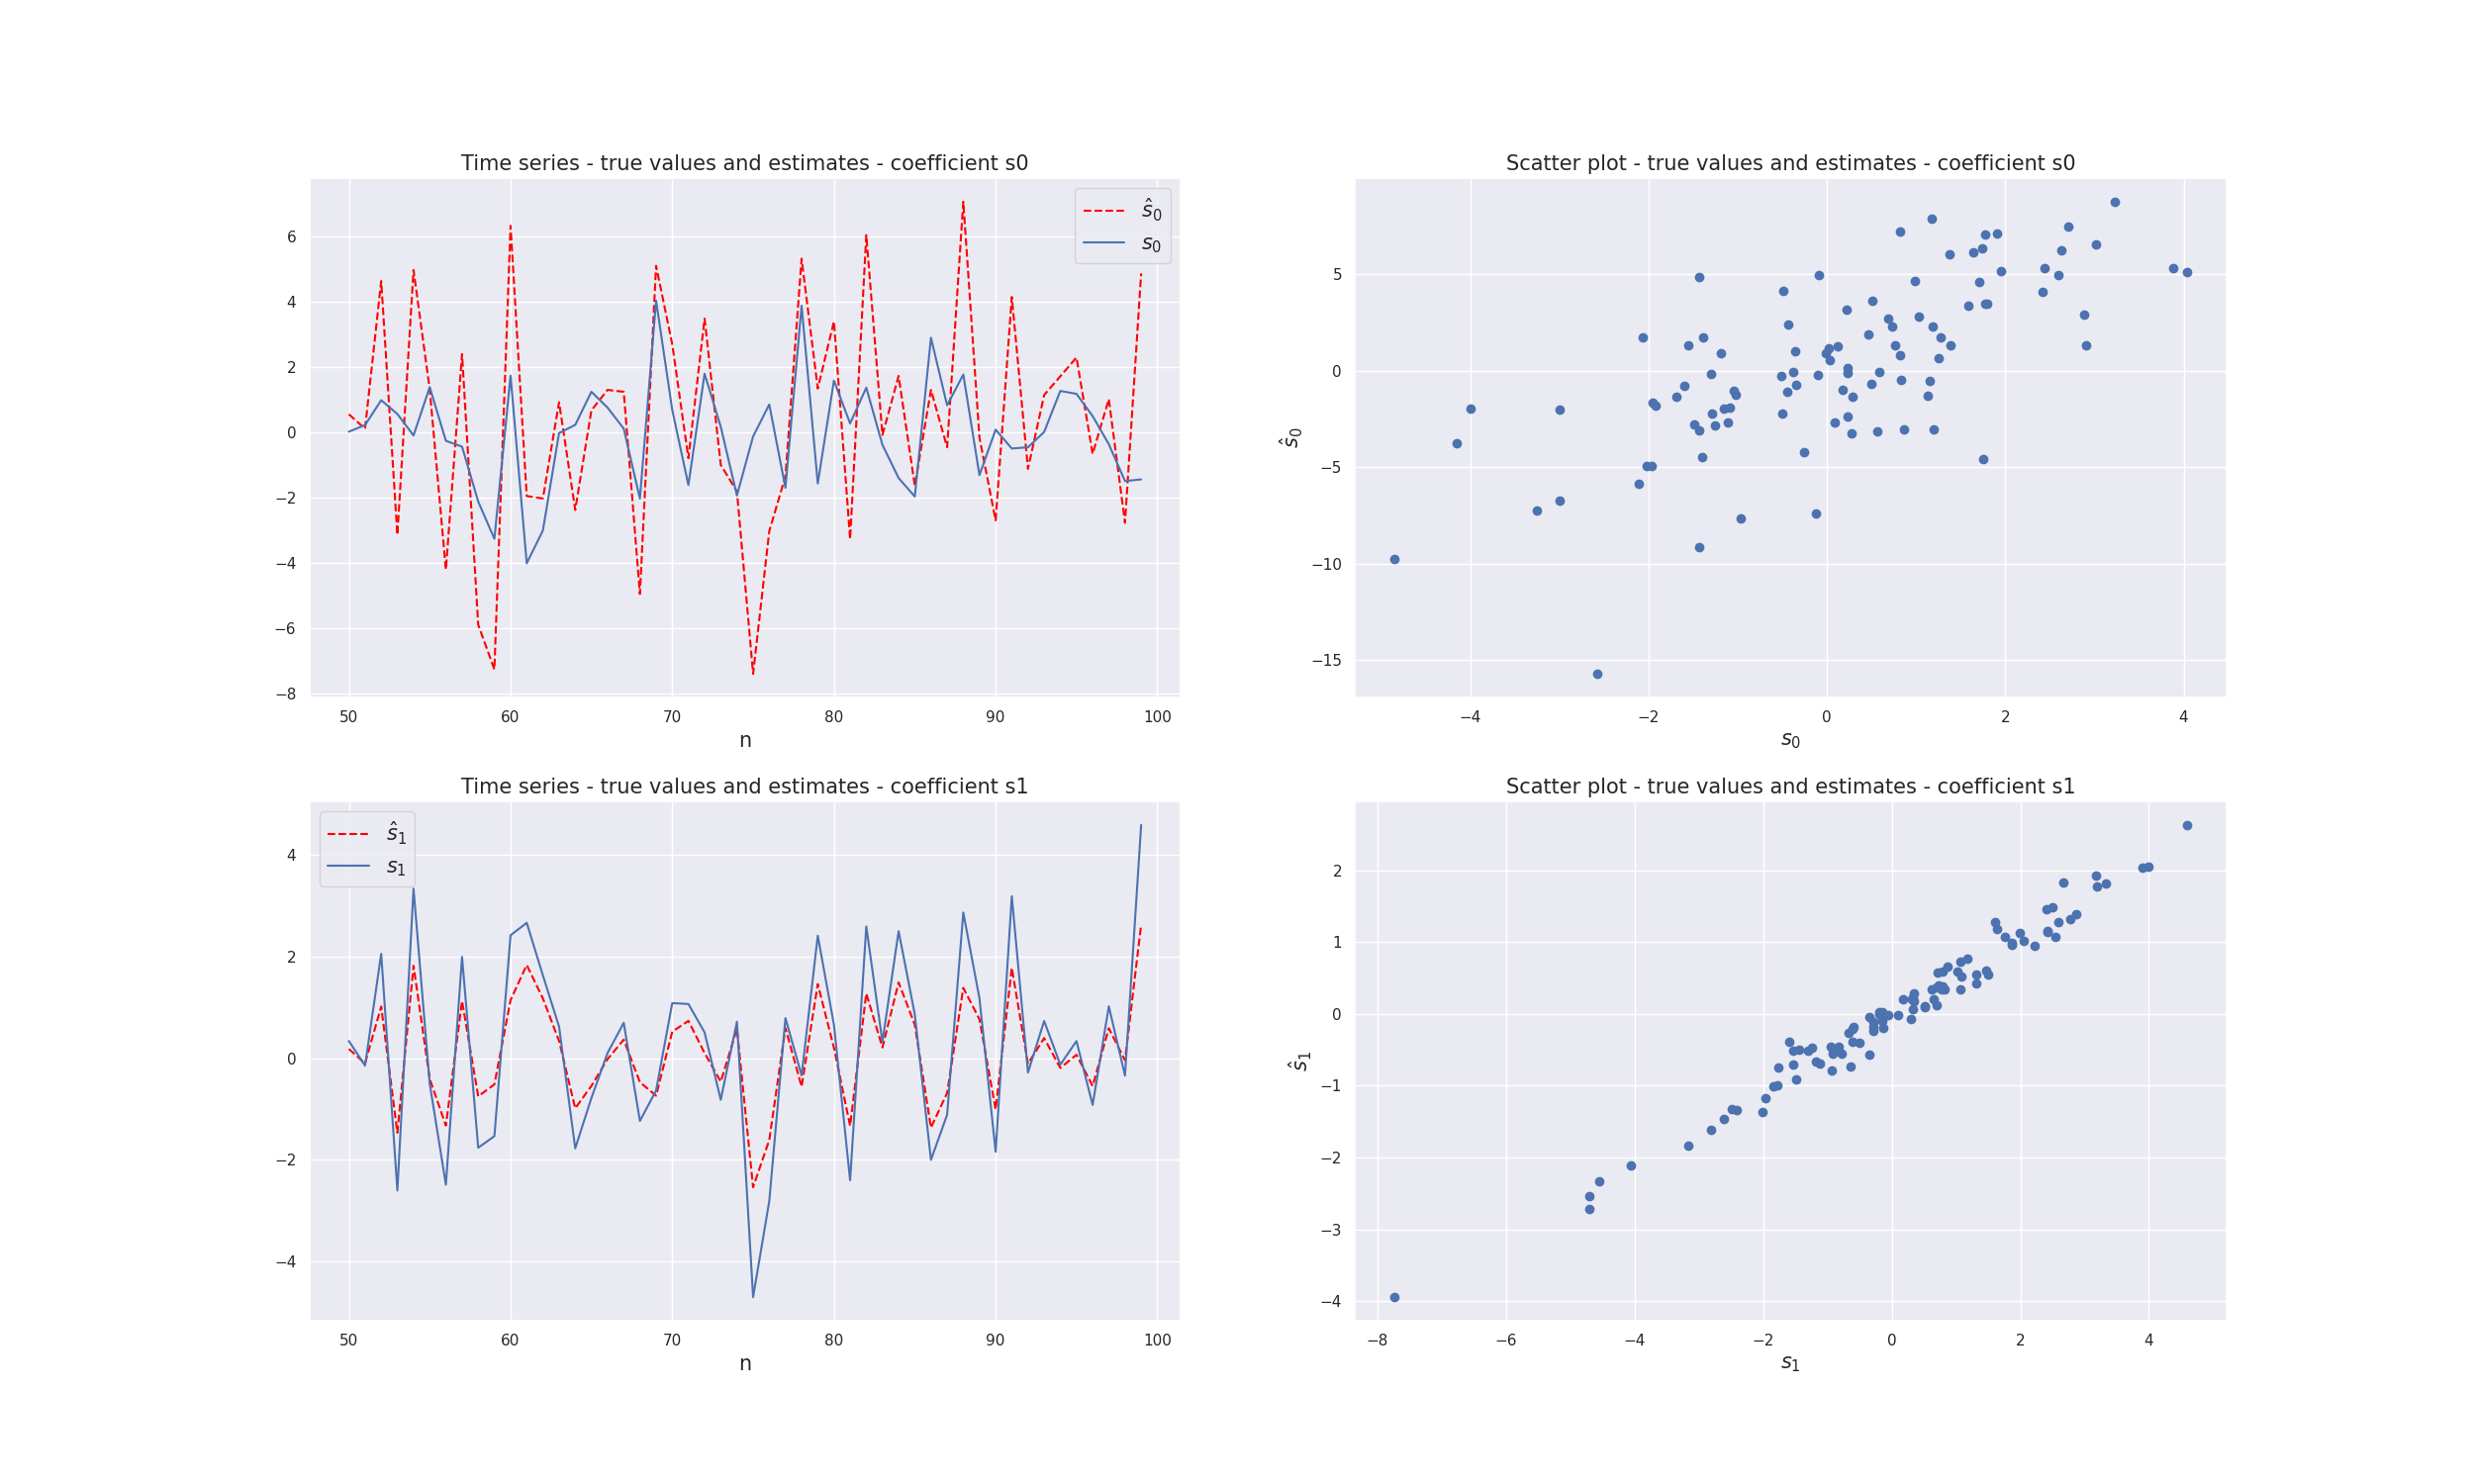 Time series - true values and estimates - coefficient s0
ŝ0
s0
6
4
2
0
−2
−4
−6
−8
50 60 70 80 90 100
n
Scatter plot - true values and estimates - coefficient s0
ŝ0
5
0
−5
−10
−15
−4 −2 0 2 4
s0
Time series - true values and estimates - coefficient s1
ŝ1
s1
4
2
0
−2
−4
50 60 70 80 90 100
n
Scatter plot - true values and estimates - coefficient s1
ŝ1
2
1
0
−1
−2
−3
−4
−8 −6 −4 −2 0 2 4
s1